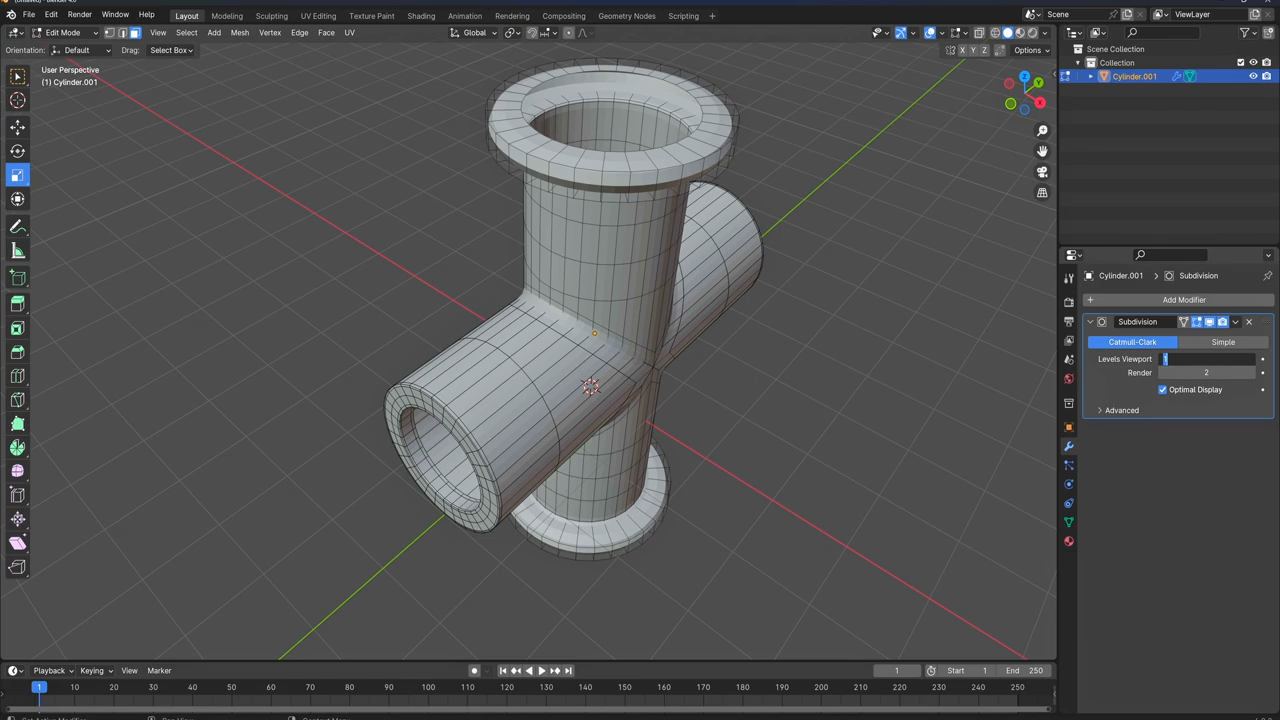 File Edit Render Window Help Layout Modeling Sculpting UV Editing Texture Paint Shading Animation Rendering Compositing Geometry Nodes Scripting + Scene ViewLayer
Edit Mode View Select Add Mesh Vertex Edge Face UV Global
Orientation: Default Drag: Select Box X Y Z Options
Scene Collection
Collection
Cylinder.001
User Perspective
(1) Cylinder.001
Z
Y
X
Cylinder.001 > Subdivision
+ Add Modifier
Subdivision
Catmull-Clark Simple
Levels Viewport 1
Render 2
Optimal Display
Advanced
Playback Keying View Marker 1 Start 1 End 250
1 10 20 30 40 50 60 70 80 90 100 110 120 130 140 150 160 170 180 190 200 210 220 230 240 250